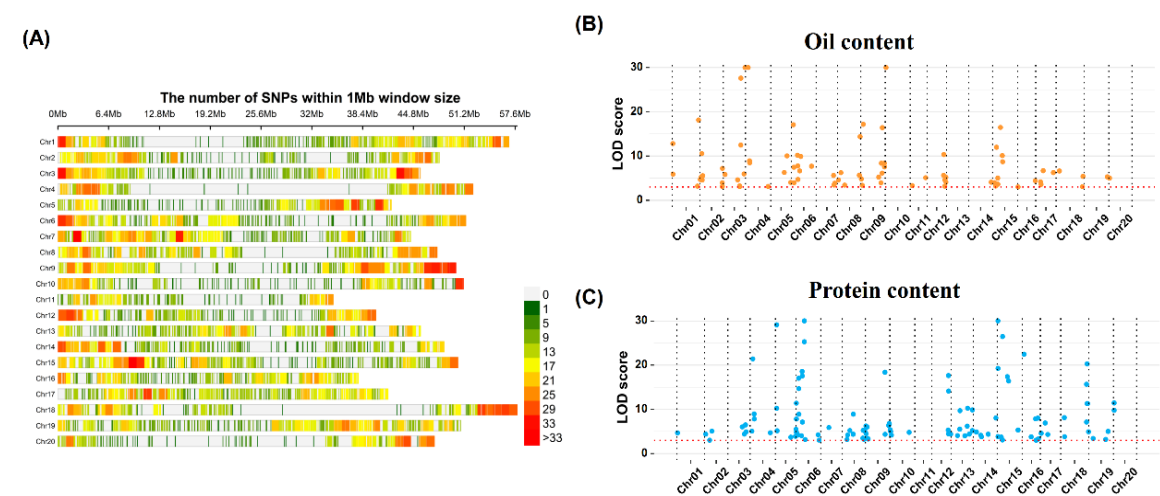 (A)
The number of SNPs within 1Mb window size
0Mb 6.4Mb 12.8Mb 19.2Mb 25.6Mb 32Mb 38.4Mb 44.8Mb 51.2Mb 57.6Mb
Chr1
Chr2
Chr3
Chr4
Chr5
Chr6
Chr7
Chr8
Chr9
Chr10
Chr11
Chr12
Chr13
Chr14
Chr15
Chr16
Chr17
Chr18
Chr19
Chr20
0
1
5
9
13
17
21
25
29
33
>33
(B)
Oil content
LOD score
30
20
10
0
Chr01 Chr02 Chr03 Chr04 Chr05 Chr06 Chr07 Chr08 Chr09 Chr10 Chr11 Chr12 Chr13 Chr14 Chr15 Chr16 Chr17 Chr18 Chr19 Chr20
(C)
Protein content
LOD score
30
20
10
0
Chr01 Chr02 Chr03 Chr04 Chr05 Chr06 Chr07 Chr08 Chr09 Chr10 Chr11 Chr12 Chr13 Chr14 Chr15 Chr16 Chr17 Chr18 Chr19 Chr20